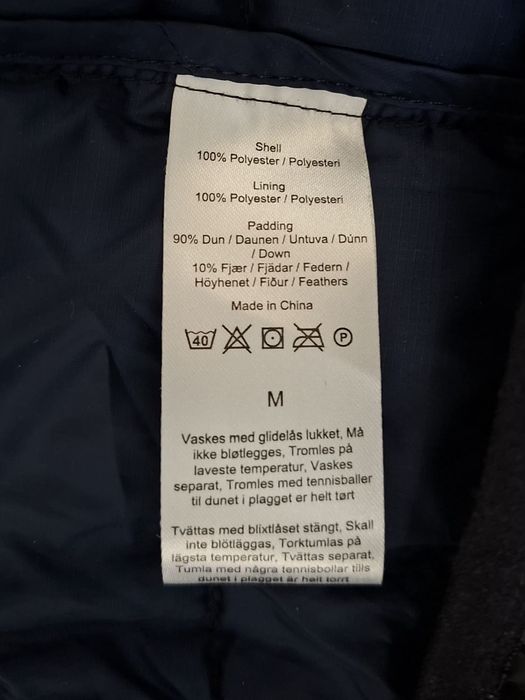 Shell
100% Polyester / Polyesteri
Lining
100% Polyester / Polyesteri
Padding
90% Dun / Daunen / Untuva / Dúnn
/ Down
10% Fjær / Fjädar / Federn /
Höyhenet / Fiður / Feathers
Made in China
40 P
M
Vaskes med glidelås lukket, Må
ikke bløtlegges, Tromles på
laveste temperatur, Vaskes
separat, Tromles med tennisballer
til dunet i plagget er helt tørt
Tvättas med blixtlåset stängt, Skall
inte blötläggas, Torktumlas på
lägsta temperatur, Tvättas separat,
Tumla med några tennisbollar tills
dunet i plagget är helt torrt